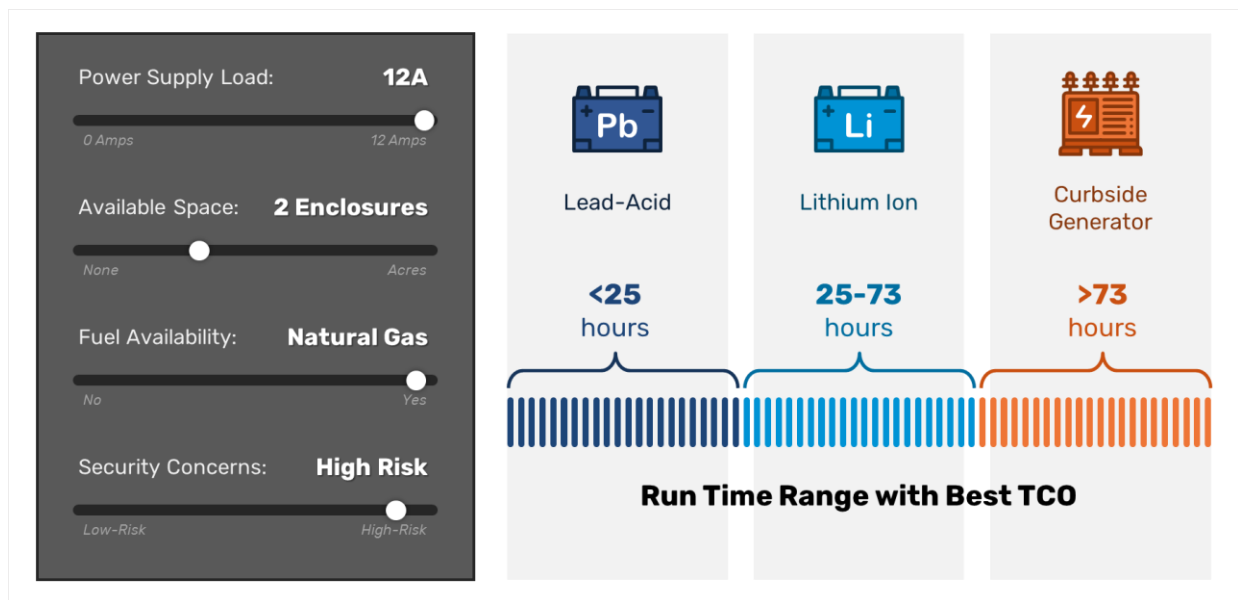 Power Supply Load: 12A
0 Amps 12 Amps
Available Space: 2 Enclosures
None Acres
Fuel Availability: Natural Gas
No Yes
Security Concerns: High Risk
Low-Risk High-Risk
+ Pb -
Lead-Acid
<25
hours
+ Li -
Lithium Ion
25-73
hours
Curbside
Generator
>73
hours
Run Time Range with Best TCO